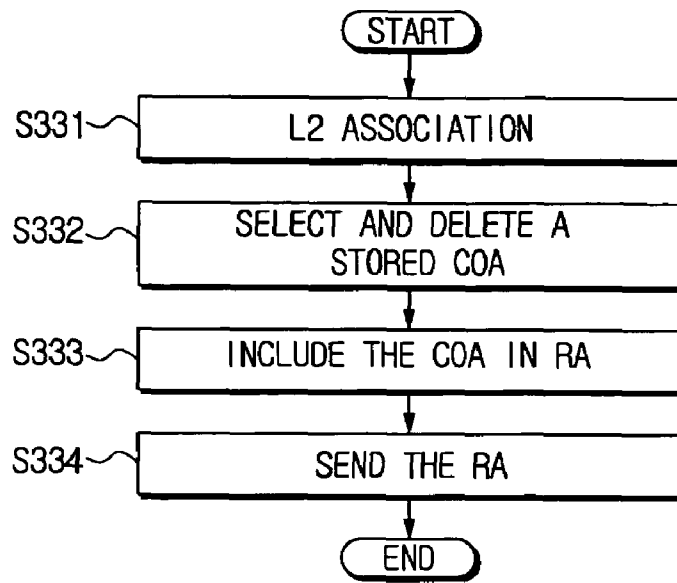 START
S331
L2 ASSOCIATION
S332
SELECT AND DELETE A
STORED COA
S333
INCLUDE THE COA IN RA
S334
SEND THE RA
END